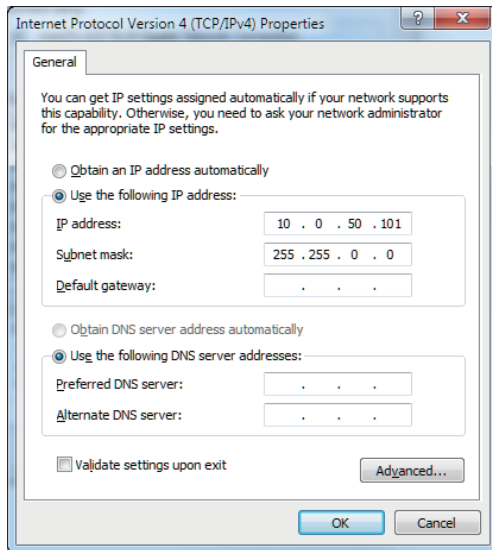 Internet Protocol Version 4 (TCP/IPv4) Properties
General
You can get IP settings assigned automatically if your network supports
this capability. Otherwise, you need to ask your network administrator
for the appropriate IP settings.
Obtain an IP address automatically
Use the following IP address:
IP address: 10 . 0 . 50 . 101
Subnet mask: 255 . 255 . 0 . 0
Default gateway: . . .
Obtain DNS server address automatically
Use the following DNS server addresses:
Preferred DNS server: . . .
Alternate DNS server: . . .
Validate settings upon exit
Advanced...
OK Cancel